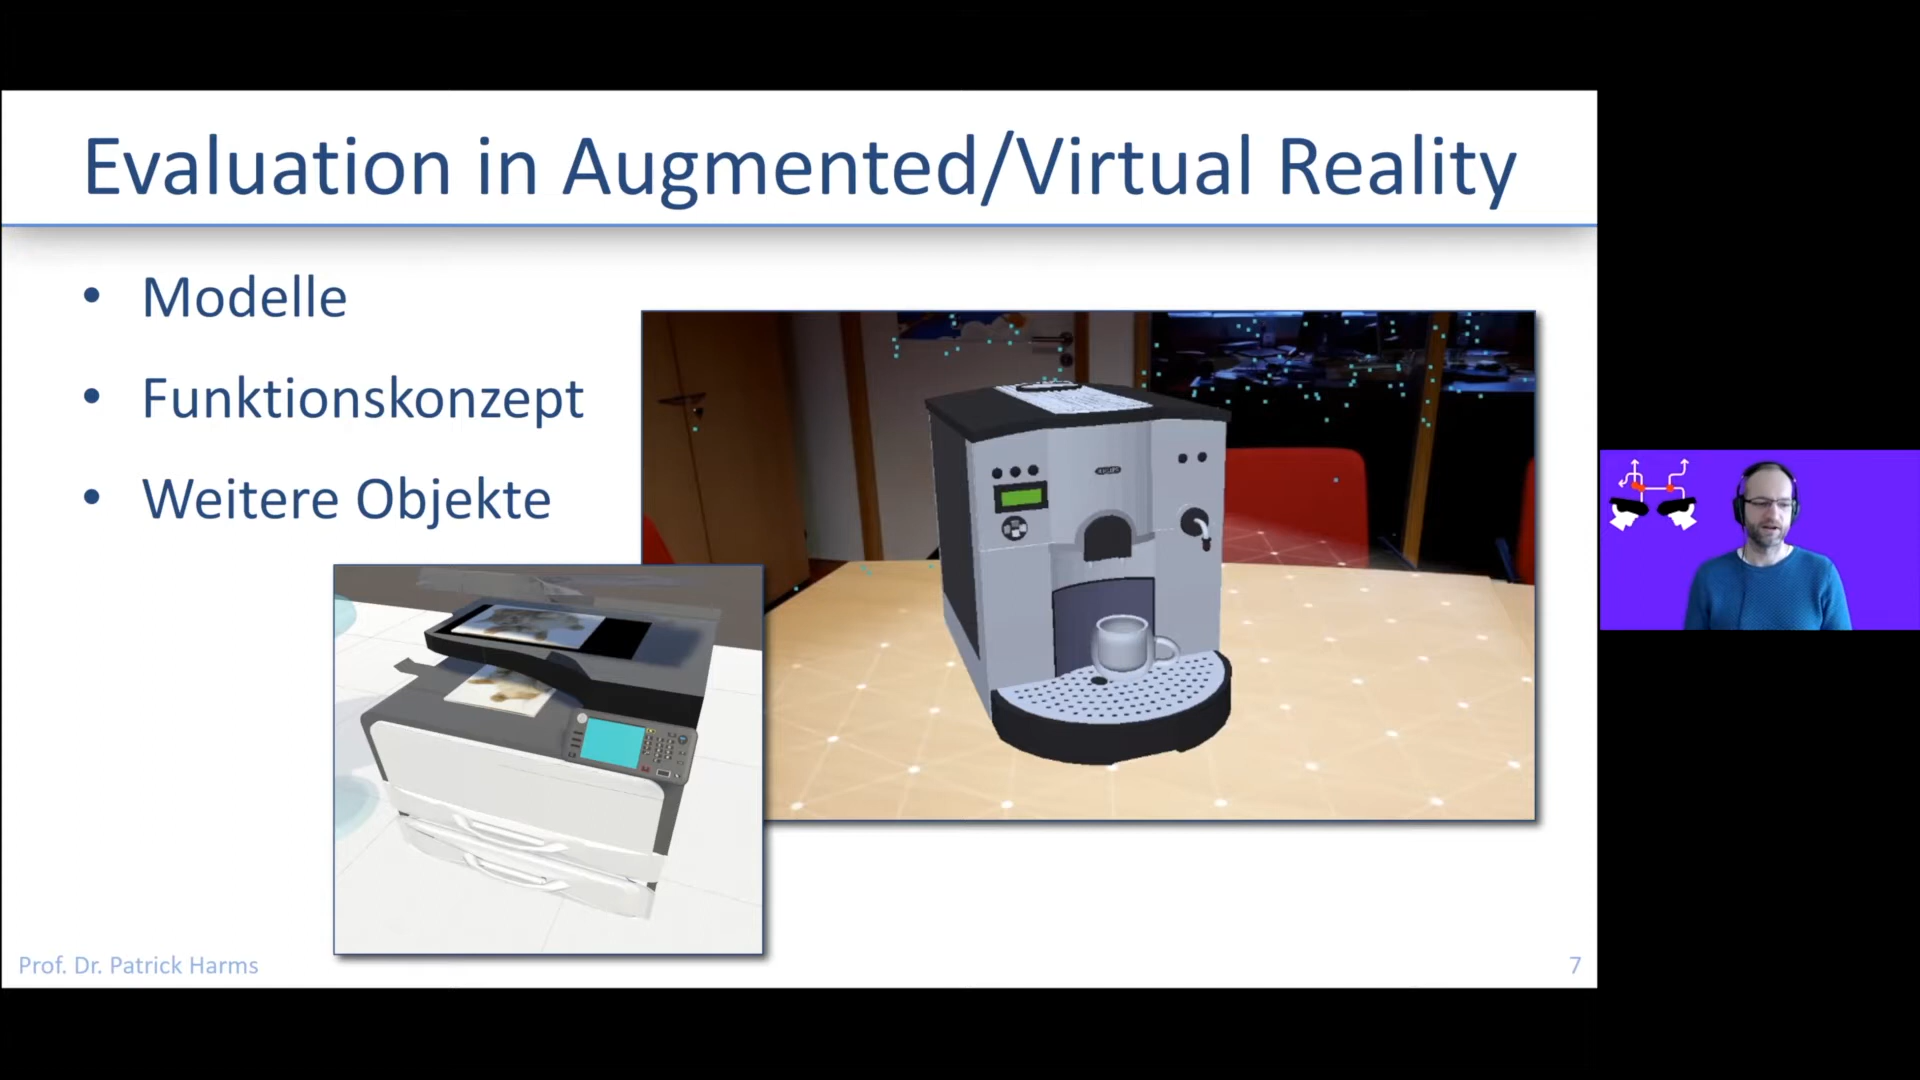 Evaluation in Augmented/Virtual Reality
• Modelle
• Funktionskonzept
• Weitere Objekte
Prof. Dr. Patrick Harms
7